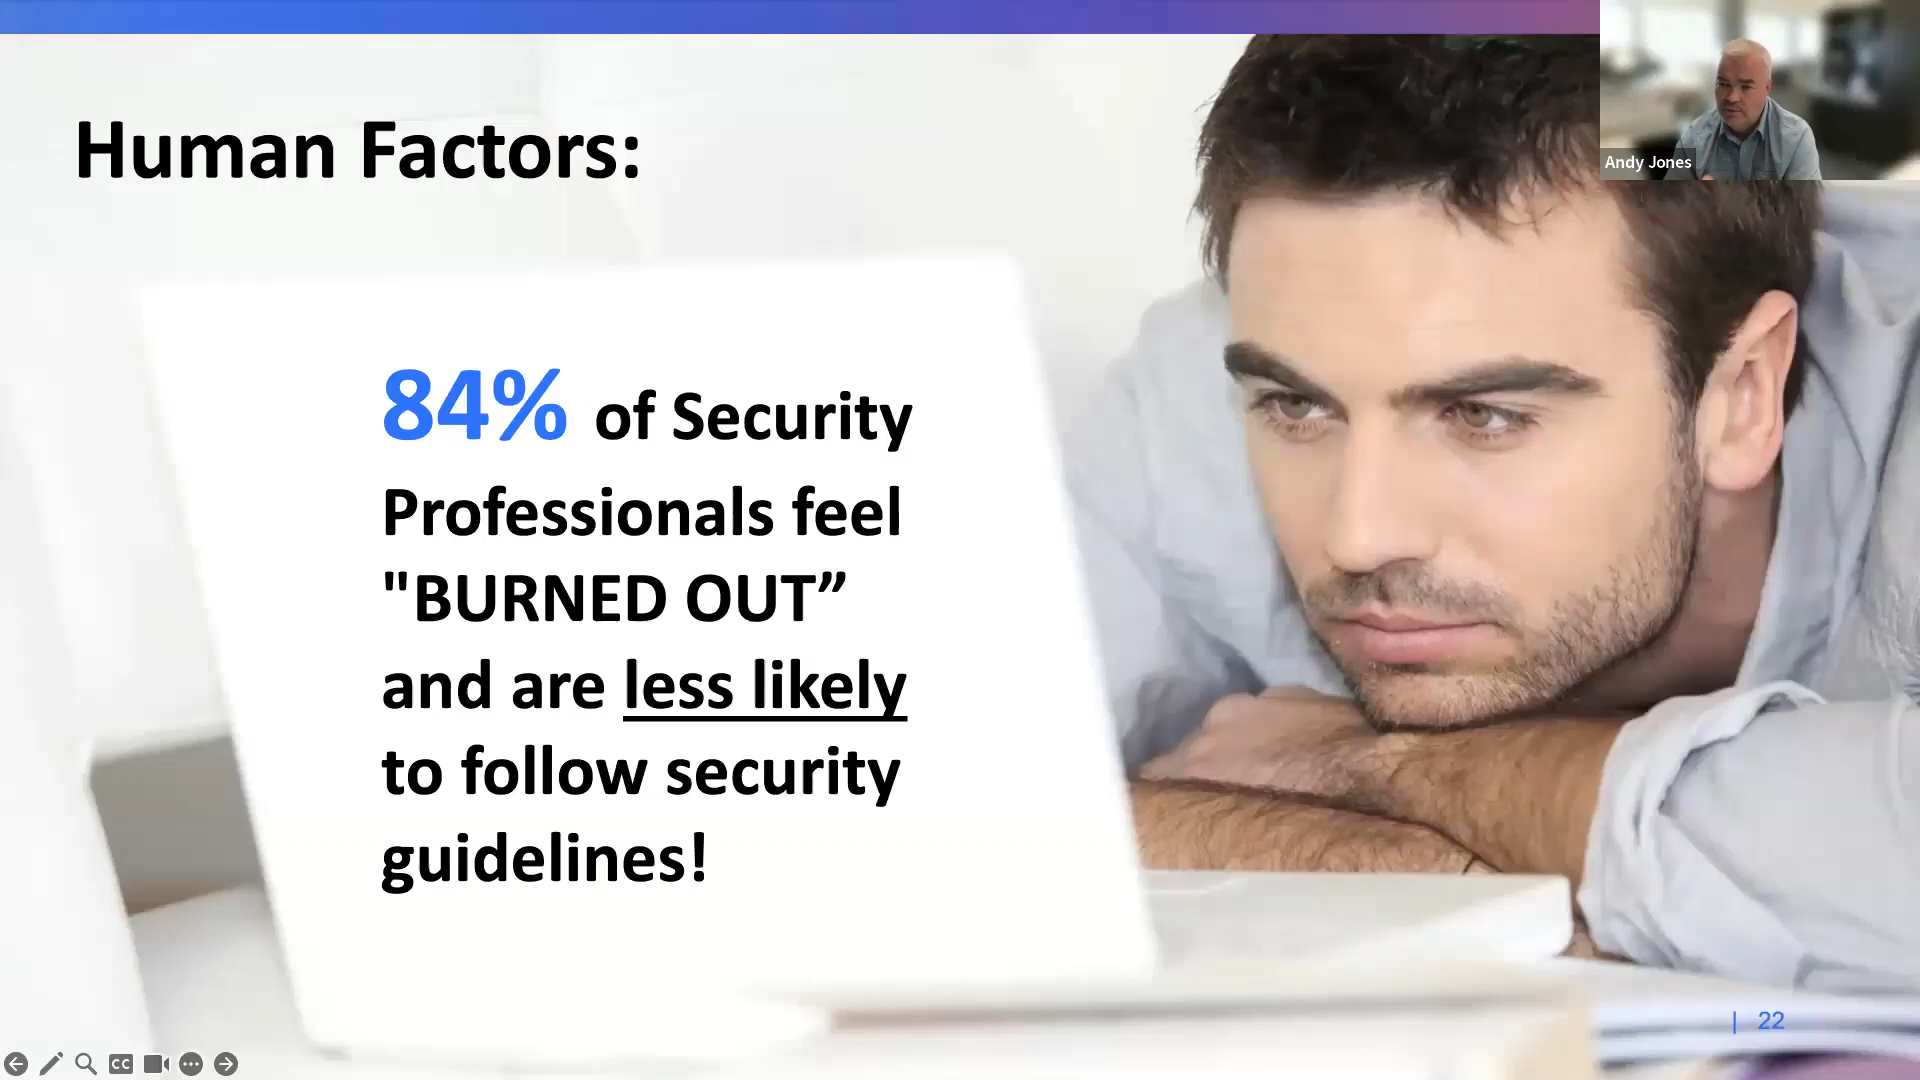 Human Factors:
84% of Security
Professionals feel
"BURNED OUT”
and are less likely
to follow security
guidelines!
Andy Jones
| 22
CC